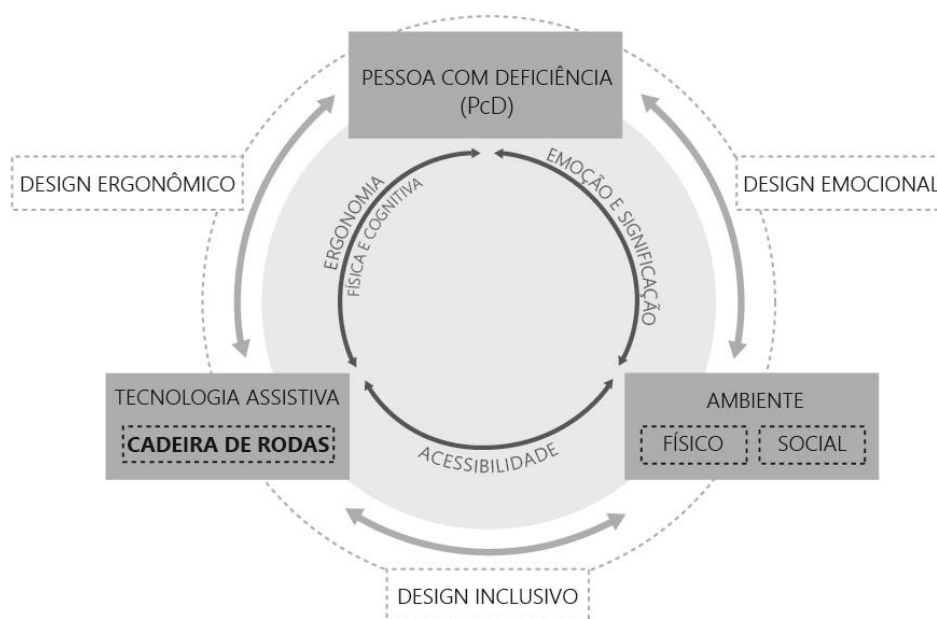 PESSOA COM DEFICIÊNCIA
(PcD)
DESIGN ERGONÔMICO
DESIGN EMOCIONAL
ERGONOMIA
FÍSICA E COGNITIVA
EMOÇÃO E SIGNIFICAÇÃO
TECNOLOGIA ASSISTIVA
CADEIRA DE RODAS
AMBIENTE
FÍSICO
SOCIAL
ACESSIBILIDADE
DESIGN INCLUSIVO